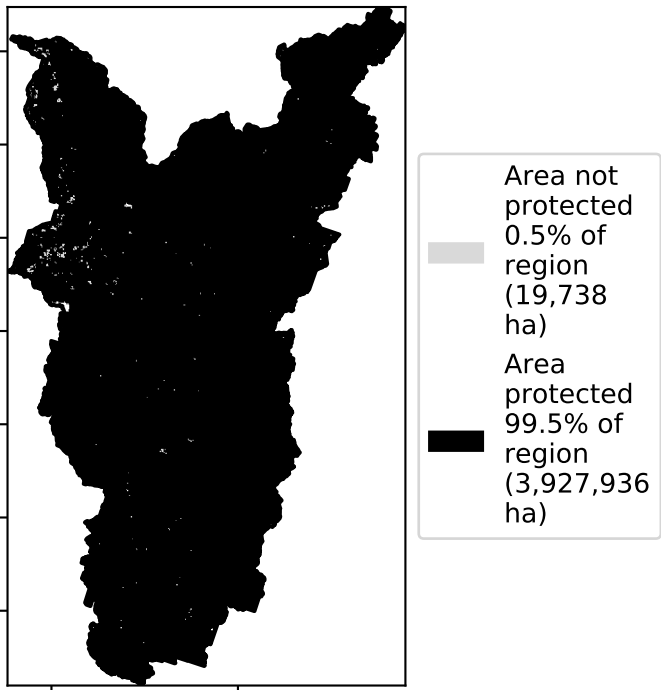 Area not
protected
0.5% of
region
(19,738
ha)
Area
protected
99.5% of
region
(3,927,936
ha)